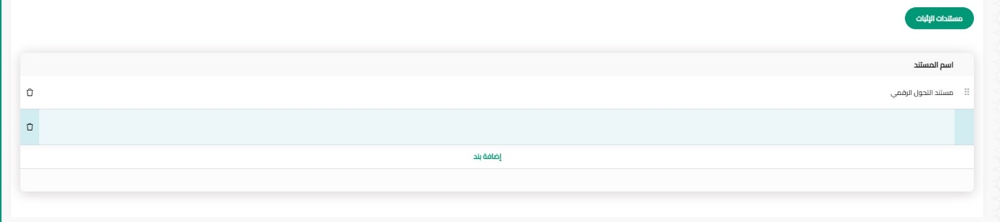 مستندات الإثبات
اسم المستند
مستند التحول الرقمي
إضافة بند